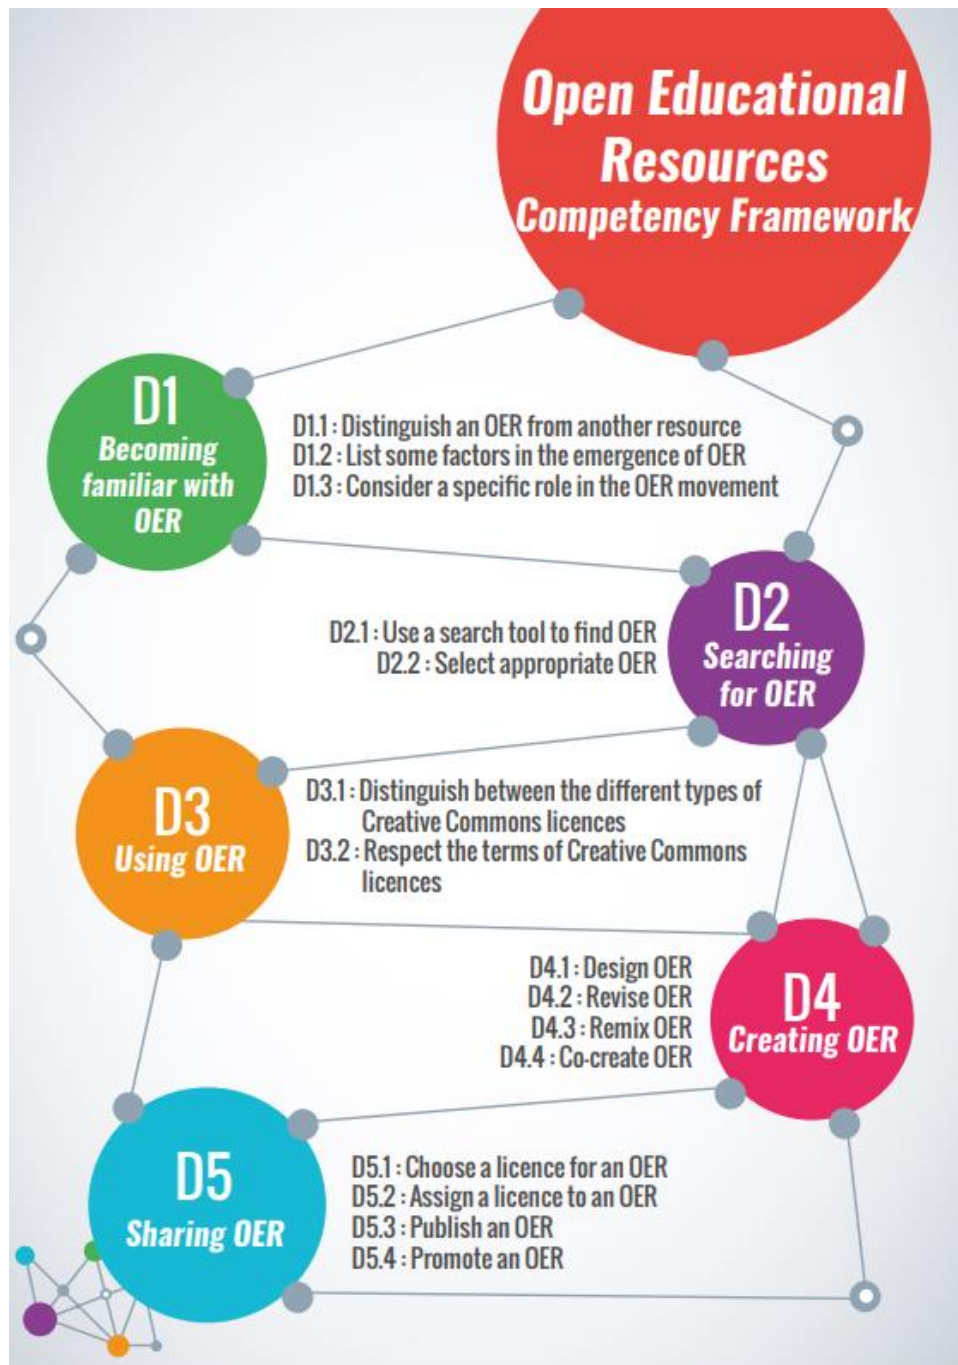 Open Educational
Resources
Competency Framework
D1
Becoming
familiar with
OER
D1.1 : Distinguish an OER from another resource
D1.2 : List some factors in the emergence of OER
D1.3 : Consider a specific role in the OER movement
D2
Searching
for OER
D2.1 : Use a search tool to find OER
D2.2 : Select appropriate OER
D3
Using OER
D3.1 : Distinguish between the different types of
Creative Commons licences
D3.2 : Respect the terms of Creative Commons
licences
D4
Creating OER
D4.1 : Design OER
D4.2 : Revise OER
D4.3 : Remix OER
D4.4 : Co-create OER
D5
Sharing OER
D5.1 : Choose a licence for an OER
D5.2 : Assign a licence to an OER
D5.3 : Publish an OER
D5.4 : Promote an OER